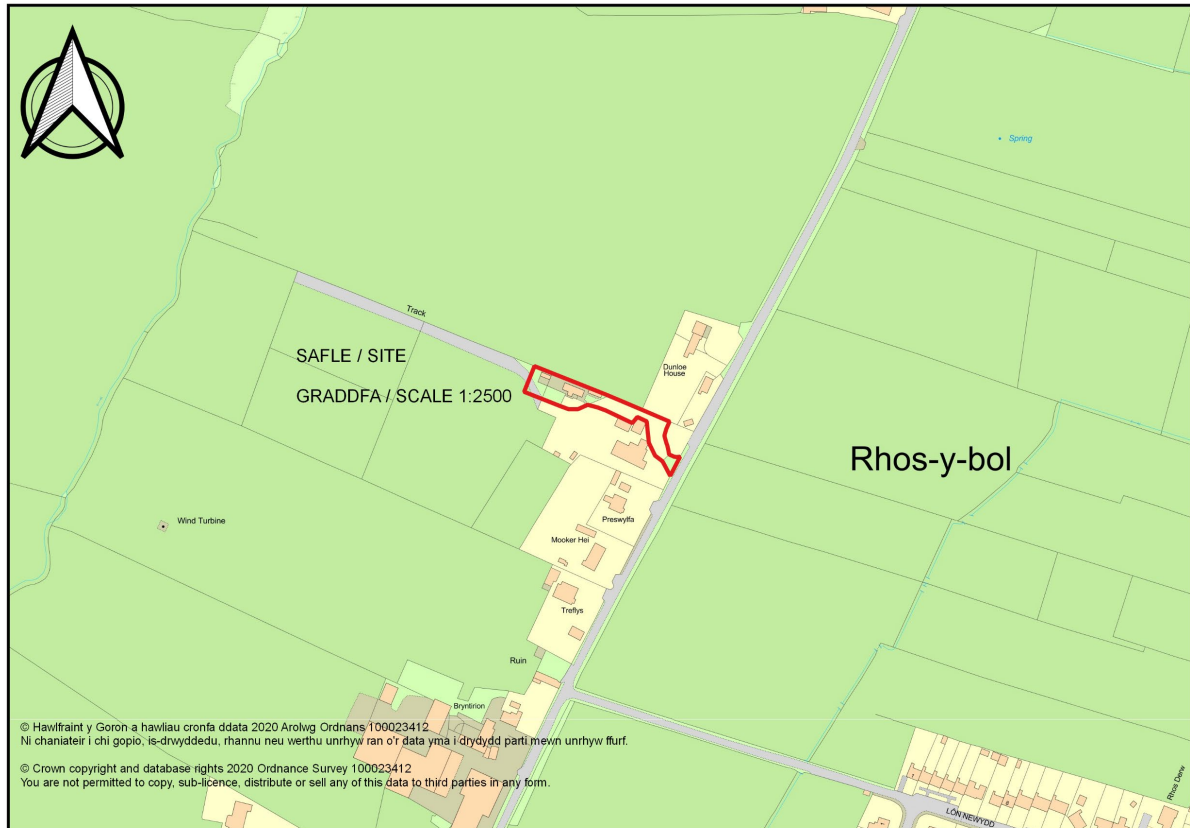 Spring
Track
SAFLE / SITE
GRADDFA / SCALE 1:2500
Dunloe
House
Rhos-y-bol
Wind Turbine
Preswylfa
Mooker Hei
Treflys
Ruin
Bryntirion
© Hawlfraint y Goron a hawliau cronfa ddata 2020 Arolwg Ordnans 100023412
Ni chaniateir i chi gopio, is-drwyddedu, rhannu neu werthu unrhyw ran o'r data yma i drydydd parti mewn unrhyw ffurf.
© Crown copyright and database rights 2020 Ordnance Survey 100023412
You are not permitted to copy, sub-licence, distribute or sell any of this data to third parties in any form.
LÔN NEWYDD
Rhos Derw